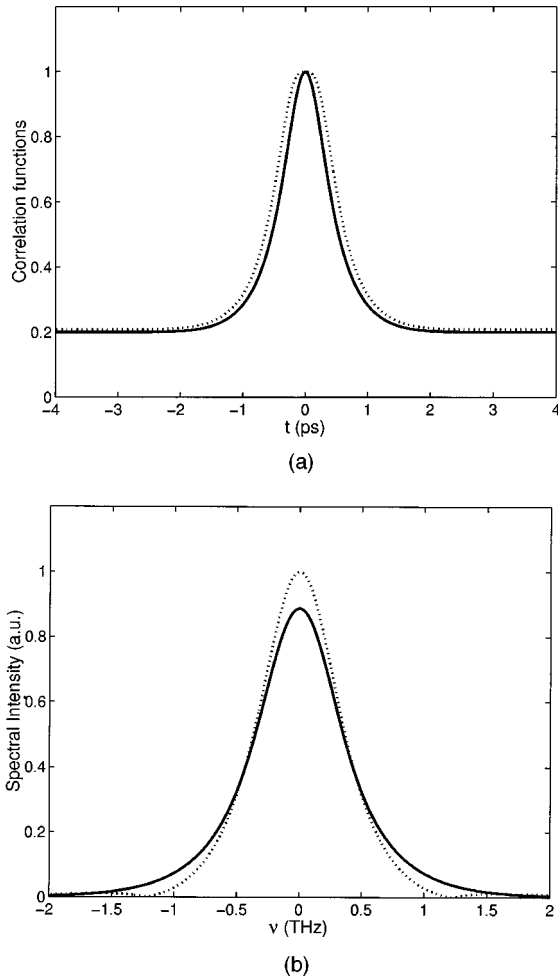 1
0.8
0.6
0.4
0.2
0
Correlation functions
−4 −3 −2 −1 0 1 2 3 4
t (ps)
(a)
1
0.8
0.6
0.4
0.2
0
Spectral Intensity (a.u.)
−2 −1.5 −1 −0.5 0 0.5 1 1.5 2
ν (THz)
(b)